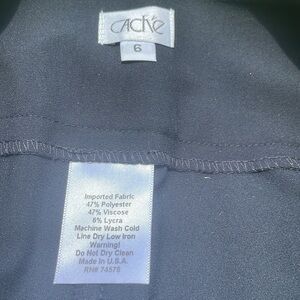 CACHÉ
6
Imported Fabric
47% Polyester
47% Viscose
6% Lycra
Machine Wash Cold
Line Dry Low Iron
Warning!
Do Not Dry Clean
Made In U.S.A.
RN# 74578